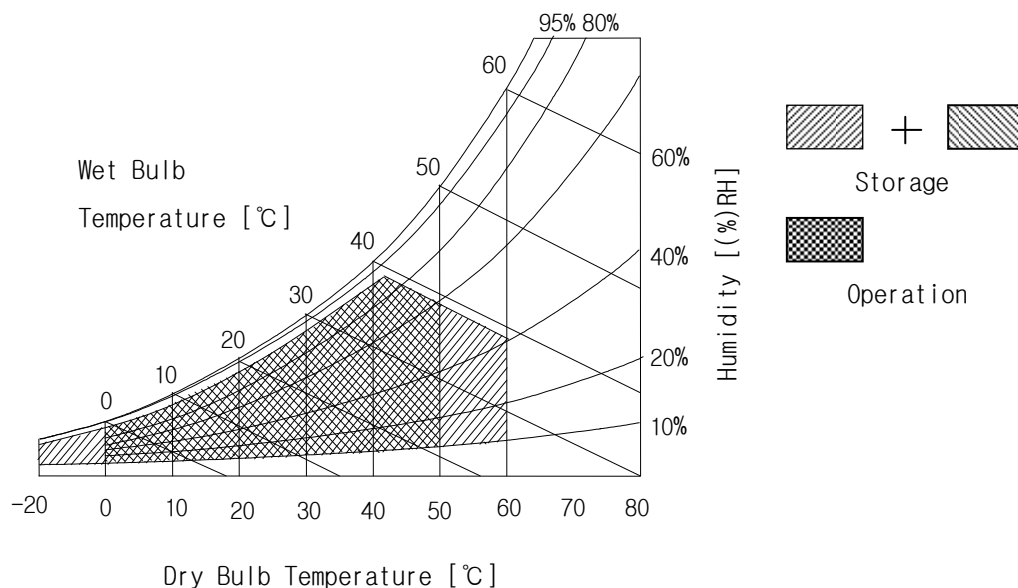 95% 80%
60
Wet Bulb
Temperature [℃]
50
60%
+
Storage
40
40%
Operation
30
Humidity [(%)RH]
20
20%
10
0
10%
-20 0 10 20 30 40 50 60 70 80
Dry Bulb Temperature [℃]